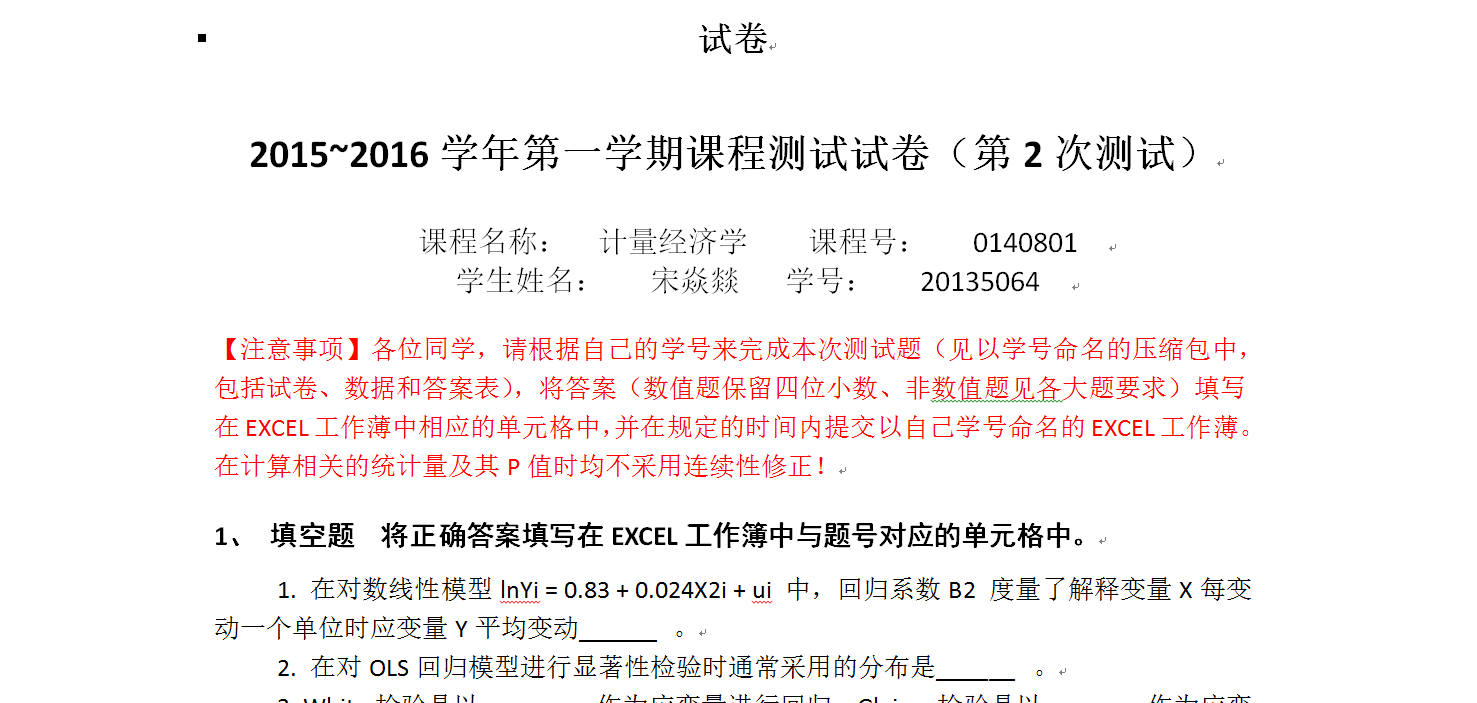 试卷
2015~2016 学年第一学期课程测试试卷（第 2 次测试）
课程名称： 计量经济学 课程号： 0140801
学生姓名： 宋焱燚 学号： 20135064
【注意事项】各位同学，请根据自己的学号来完成本次测试题（见以学号命名的压缩包中，
包括试卷、数据和答案表），将答案（数值题保留四位小数、非数值题见各大题要求）填写
在 EXCEL 工作薄中相应的单元格中，并在规定的时间内提交以自己学号命名的 EXCEL 工作薄。
在计算相关的统计量及其 P 值时均不采用连续性修正！
1、 填空题 将正确答案填写在 EXCEL 工作簿中与题号对应的单元格中。
1. 在对数线性模型 lnYi = 0.83 + 0.024X2i + ui 中，回归系数 B2 度量了解释变量 X 每变
动一个单位时应变量 Y 平均变动______ 。
2. 在对 OLS 回归模型进行显著性检验时通常采用的分布是______ 。